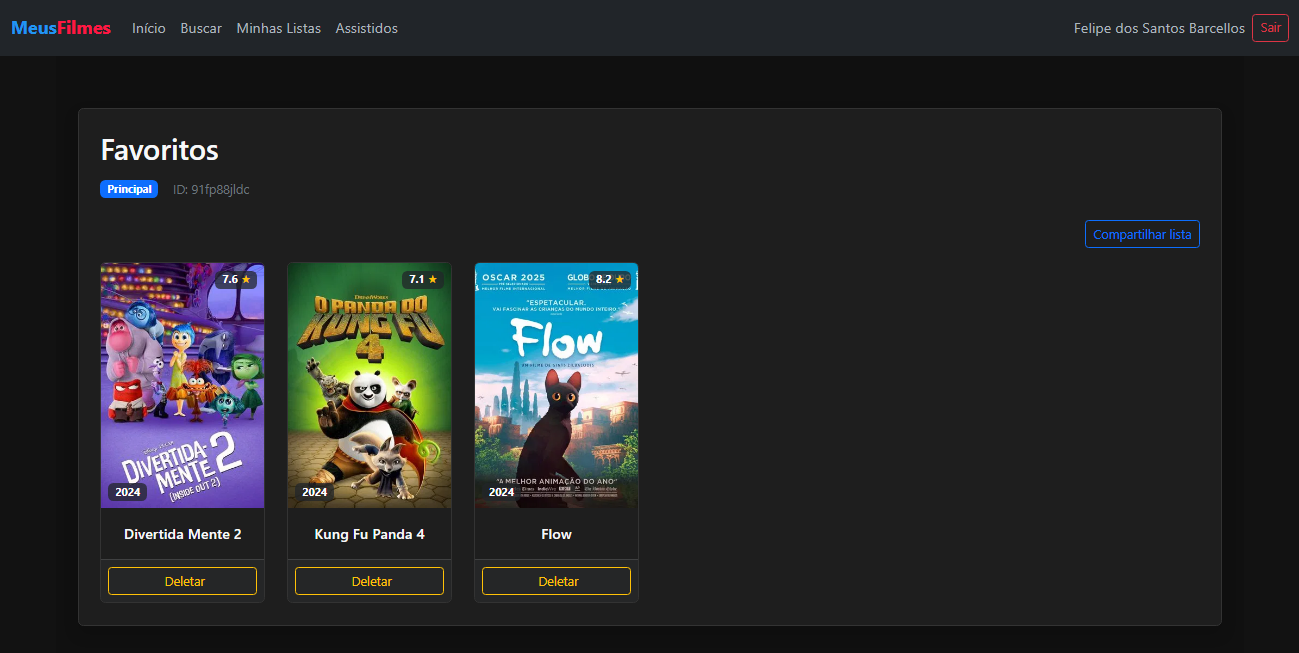 MeusFilmes Início Buscar Minhas Listas Assistidos Felipe dos Santos Barcellos Sair
Favoritos
Principal ID: 91fp88jldc
Compartilhar lista
7.6 ★
DIVERTIDA-
MENTE 2
(INSIDE OUT 2)
2024
Divertida Mente 2
Deletar
7.1 ★
DREAMWORKS
O PANDA DO
KUNG FU
4
2024
Kung Fu Panda 4
Deletar
8.2 ★
OSCAR 2025
MELHOR FILME INTERNACIONAL
"ESPETACULAR.
VAI FASCINAR AS CRIANÇAS DO MUNDO INTEIRO"
Flow
"A MELHOR ANIMAÇÃO DO ANO"
2024
Flow
Deletar